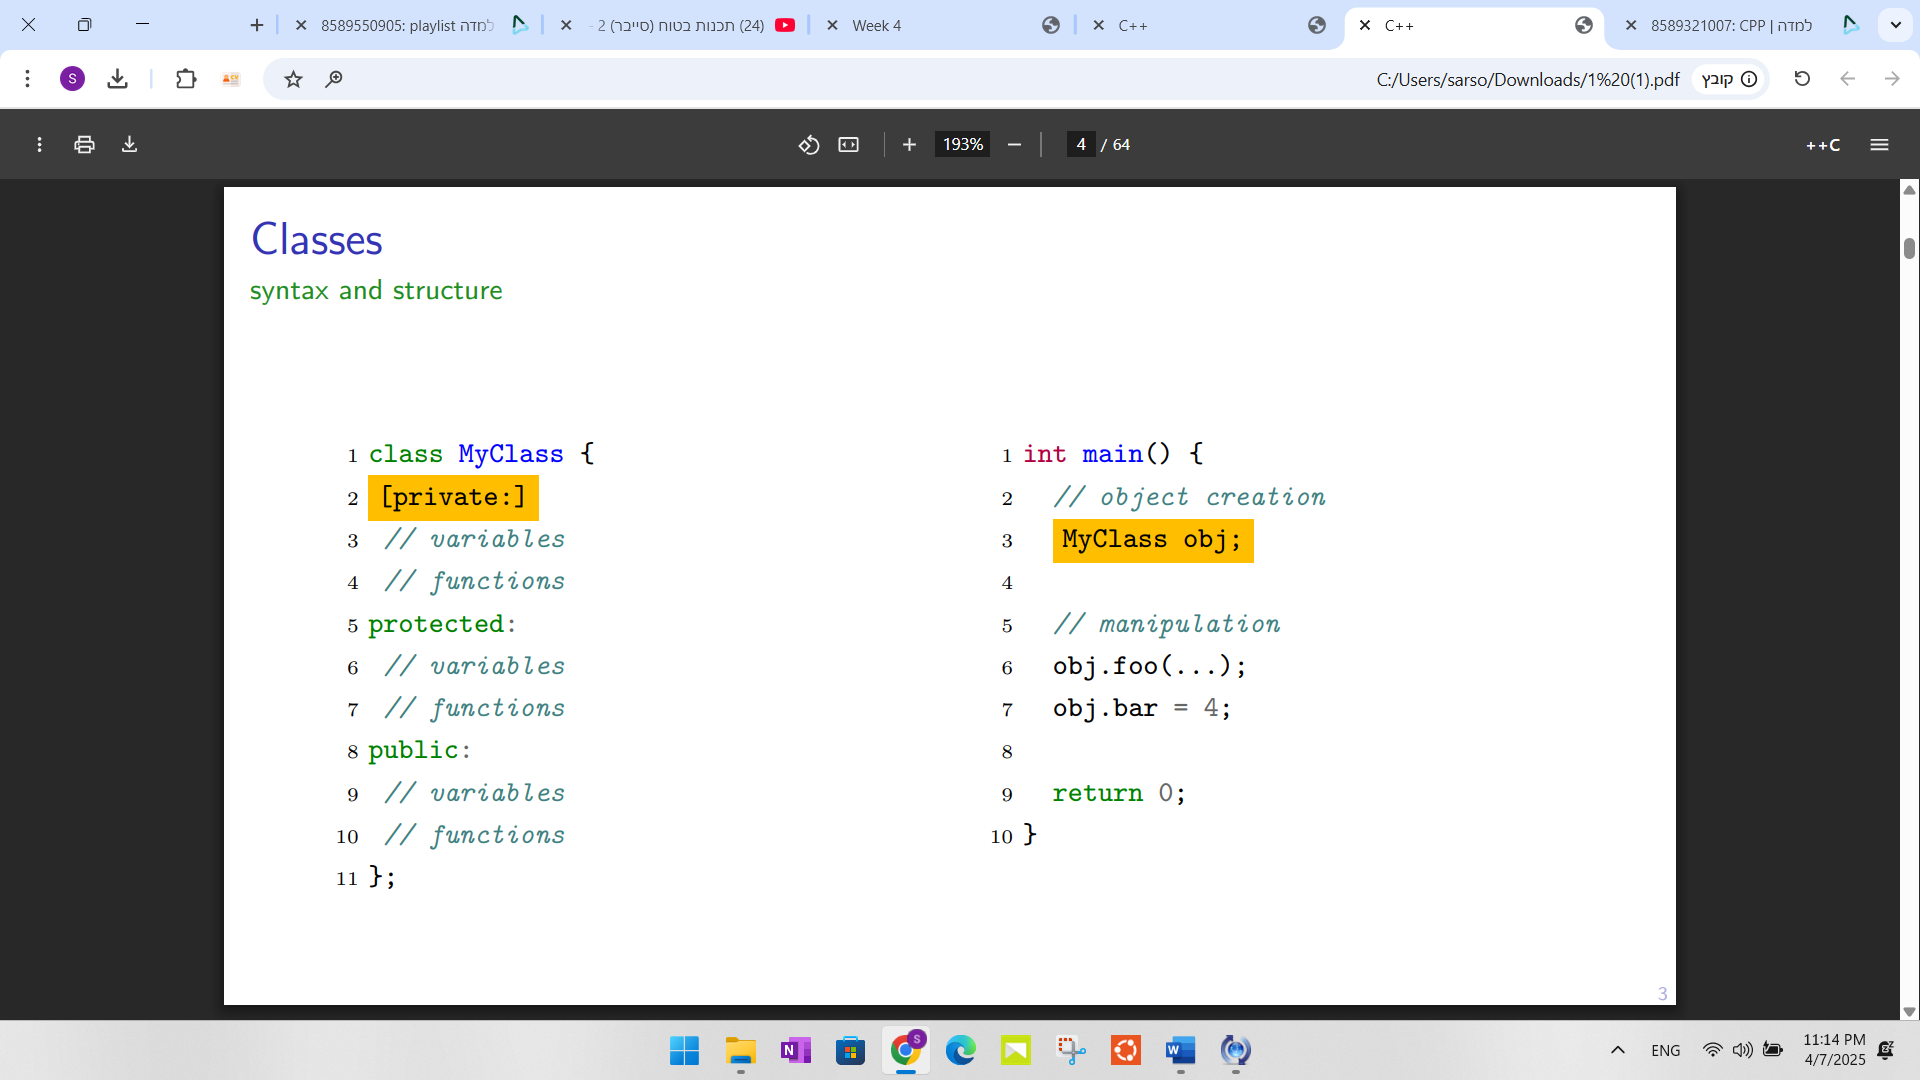 8589550905: playlist למדה
(24) תכנות בטוח (סייבר) 2 -
Week 4
C++
C++
8589321007: CPP | למדה
S
C:/Users/sarso/Downloads/1%20(1).pdf
קובץ
193%
4 / 64
++C
Classes
syntax and structure
1 class MyClass {
2 [private:]
3 // variables
4 // functions
5 protected:
6 // variables
7 // functions
8 public:
9 // variables
10 // functions
11 };
1 int main() {
2 // object creation
3 MyClass obj;
4
5 // manipulation
6 obj.foo(...);
7 obj.bar = 4;
8
9 return 0;
10 }
3
N
S
W
ENG
11:14 PM
4/7/2025